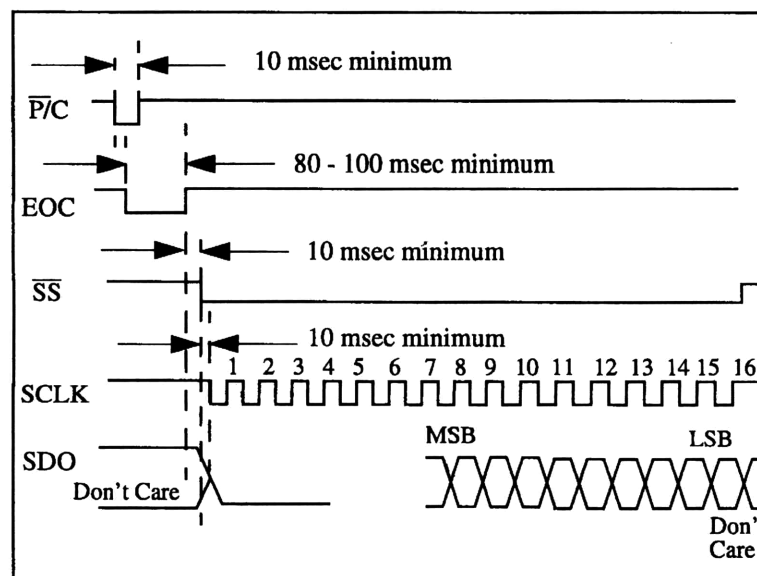 10 msec minimum
P̅/C
80 - 100 msec minimum
EOC
10 msec minimum
S̅S̅
10 msec minimum
1 2 3 4 5 6 7 8 9 10 11 12 13 14 15 16
SCLK
MSB LSB
SDO
Don't Care
Don'
Care